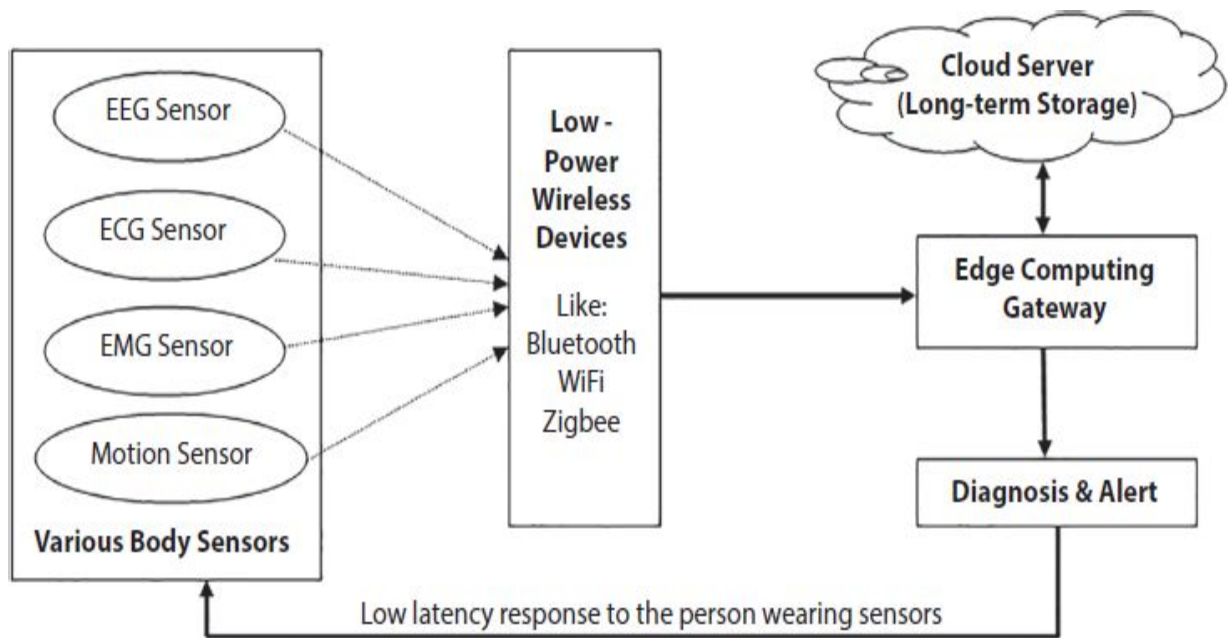 EEG Sensor
ECG Sensor
EMG Sensor
Motion Sensor
Various Body Sensors
Low -
Power
Wireless
Devices
Like:
Bluetooth
WiFi
Zigbee
Cloud Server
(Long-term Storage)
Edge Computing
Gateway
Diagnosis & Alert
Low latency response to the person wearing sensors